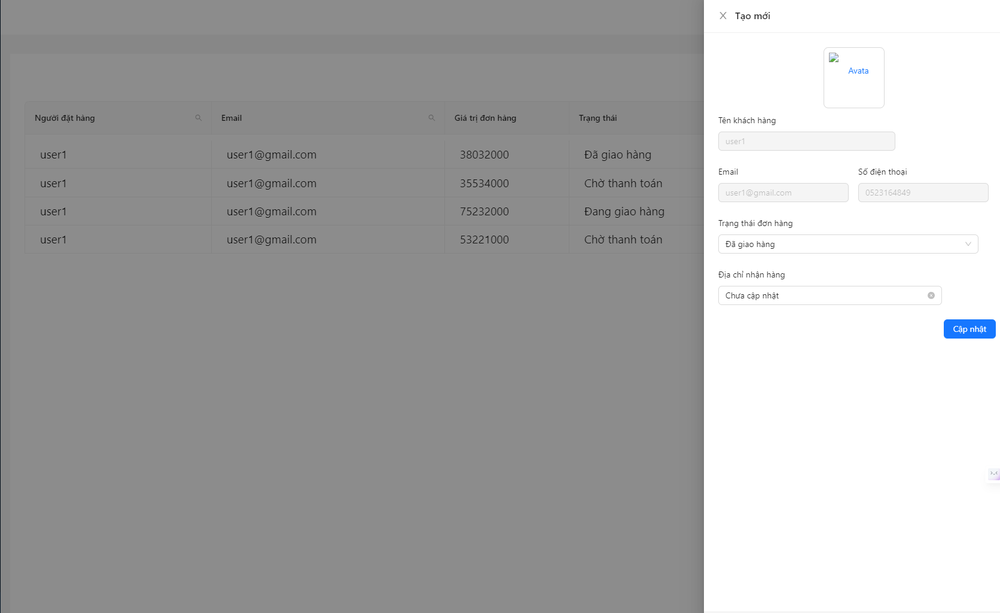 Tạo mới
Avata
Tên khách hàng
user1
Email Số điện thoại
user1@gmail.com 0523164849
Trạng thái đơn hàng
Đã giao hàng
Địa chỉ nhận hàng
Chưa cập nhật
Cập nhật
Người đặt hàng Email Giá trị đơn hàng Trạng thái
user1 user1@gmail.com 38032000 Đã giao hàng
user1 user1@gmail.com 35534000 Chờ thanh toán
user1 user1@gmail.com 75232000 Đang giao hàng
user1 user1@gmail.com 53221000 Chờ thanh toán